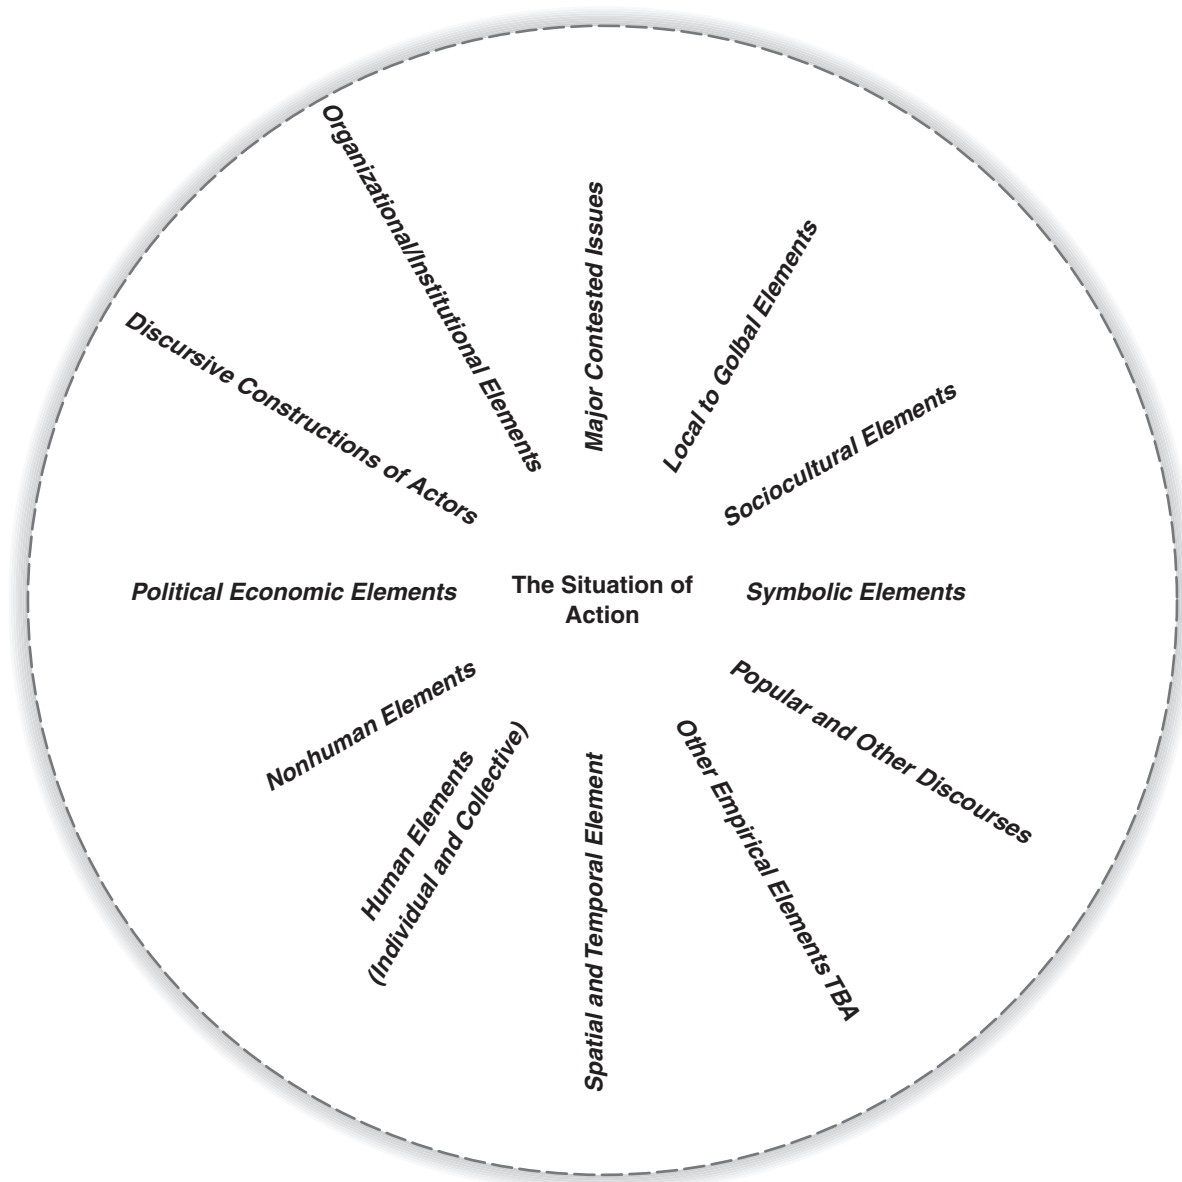 Organizational/Institutional Elements
Major Contested Issues
Local to Golbal Elements
Discursive Constructions of Actors
Sociocultural Elements
Political Economic Elements
The Situation of
Action
Symbolic Elements
Nonhuman Elements
Popular and Other Discourses
Human Elements
(Individual and Collective)
Spatial and Temporal Element
Other Empirical Elements TBA